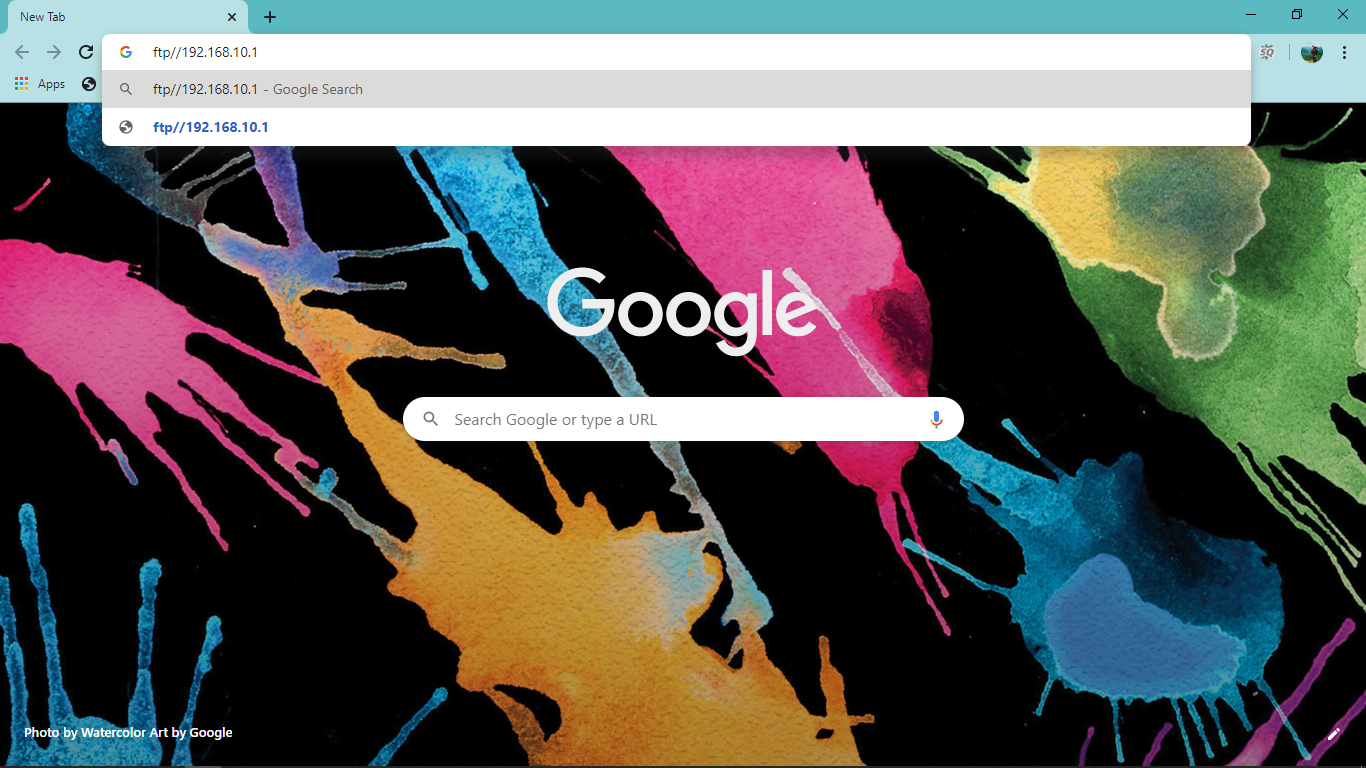 New Tab
ftp//192.168.10.1
Apps
ftp//192.168.10.1 - Google Search
ftp//192.168.10.1
Google
Search Google or type a URL
Photo by Watercolor Art by Google